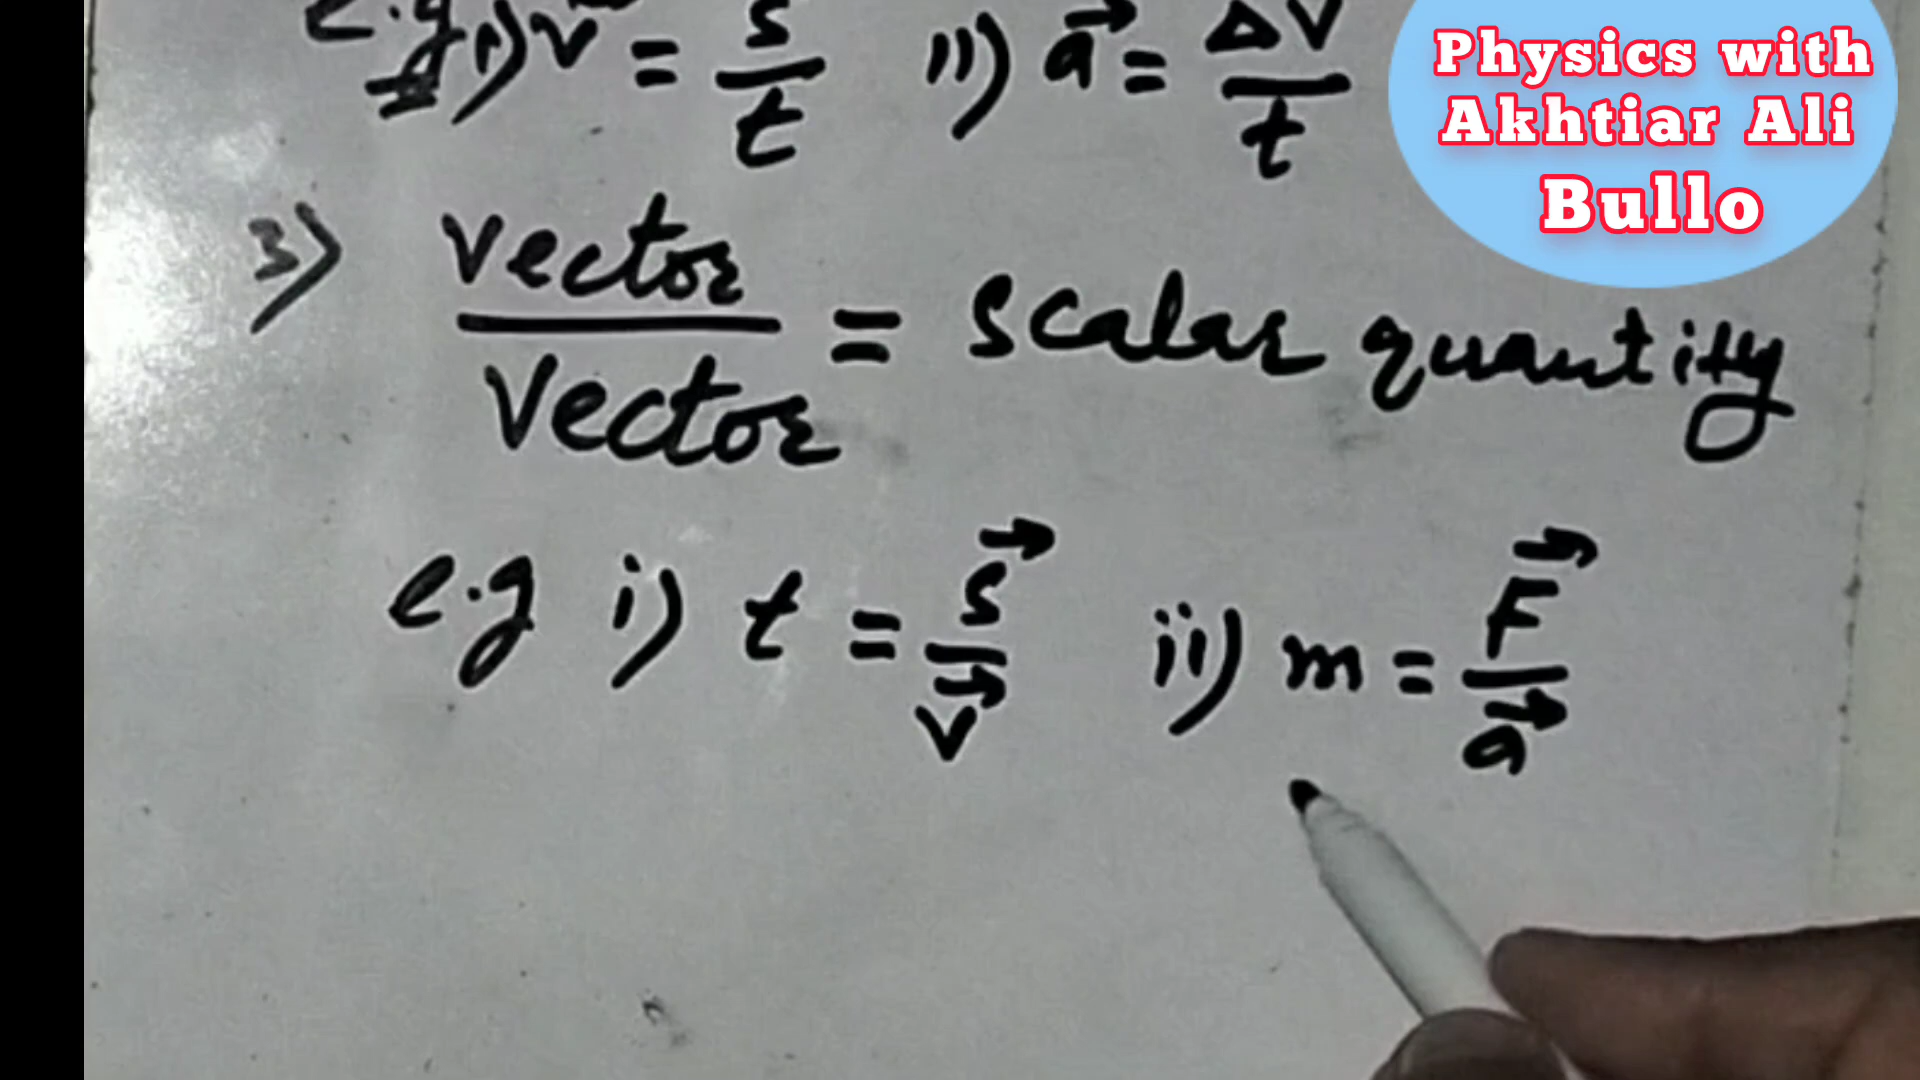 e.g i) v⃗ = s/t ii) a⃗ = ΔV/t
Physics with
Akhtiar Ali
Bullo
3) vector/vector = scalar quantity
e.g i) t = s⃗/v⃗ ii) m = F⃗/a⃗